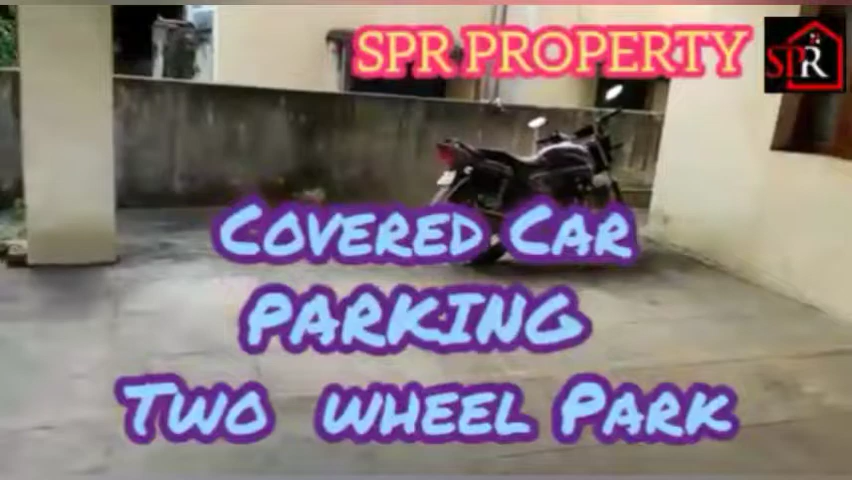 SPR PROPERTY
SPR
COVERED CAR
PARKING
TWO WHEEL PARK